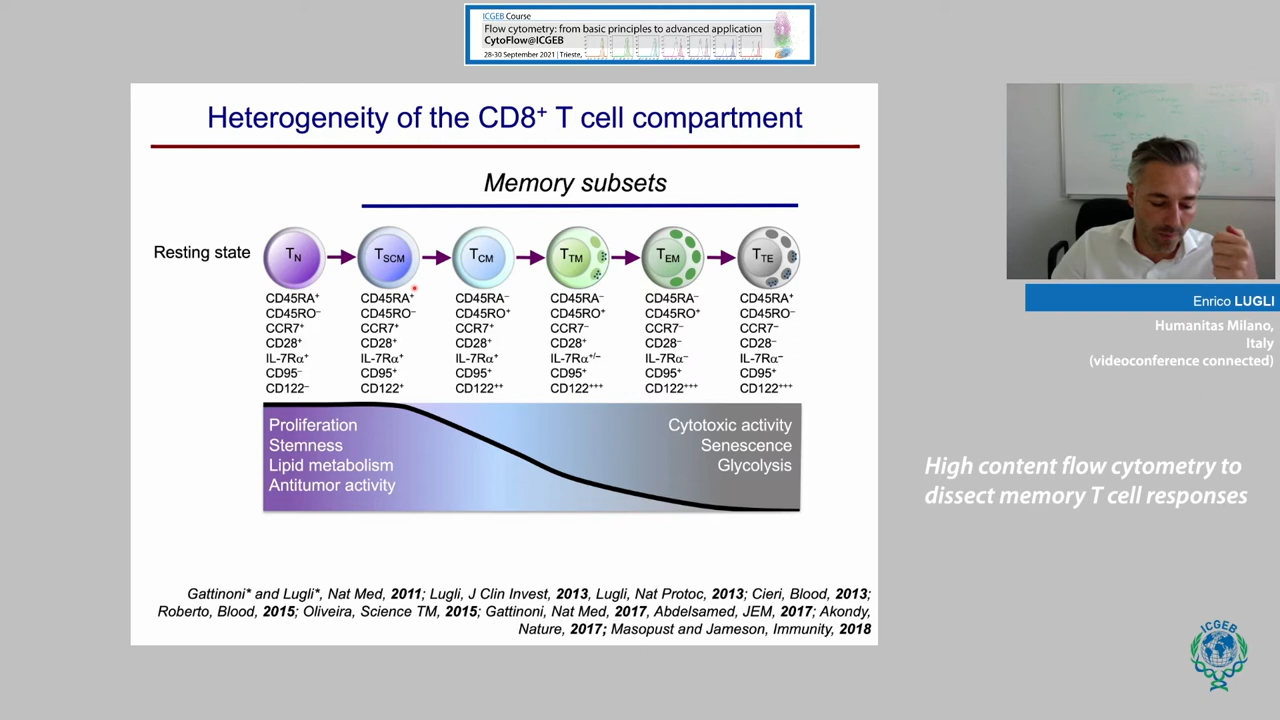 ICGEB Course
Flow cytometry: from basic principles to advanced application
CytoFlow@ICGEB
28-30 September 2021 | Trieste,
Heterogeneity of the CD8⁺ T cell compartment
Memory subsets
Resting state
T_N
T_SCM
T_CM
T_TM
T_EM
T_TE
CD45RA⁺
CD45RO⁻
CCR7⁺
CD28⁺
IL-7Rα⁺
CD95⁻
CD122⁻
CD45RA⁺
CD45RO⁻
CCR7⁺
CD28⁺
IL-7Rα⁺
CD95⁺
CD122⁺
CD45RA⁻
CD45RO⁺
CCR7⁺
CD28⁺
IL-7Rα⁺
CD95⁺
CD122⁺⁺
CD45RA⁻
CD45RO⁺
CCR7⁻
CD28⁺
IL-7Rα⁺/⁻
CD95⁺
CD122⁺⁺⁺
CD45RA⁻
CD45RO⁺
CCR7⁻
CD28⁻
IL-7Rα⁻
CD95⁺
CD122⁺⁺⁺
CD45RA⁺
CD45RO⁻
CCR7⁻
CD28⁻
IL-7Rα⁻
CD95⁺
CD122⁺⁺⁺
Proliferation
Stemness
Lipid metabolism
Antitumor activity
Cytotoxic activity
Senescence
Glycolysis
Gattinoni* and Lugli*, Nat Med, 2011; Lugli, J Clin Invest, 2013, Lugli, Nat Protoc, 2013; Cieri, Blood, 2013;
Roberto, Blood, 2015; Oliveira, Science TM, 2015; Gattinoni, Nat Med, 2017, Abdelsamed, JEM, 2017; Akondy,
Nature, 2017; Masopust and Jameson, Immunity, 2018
Enrico LUGLI
Humanitas Milano,
Italy
(videoconference connected)
High content flow cytometry to
dissect memory T cell responses
ICGEB